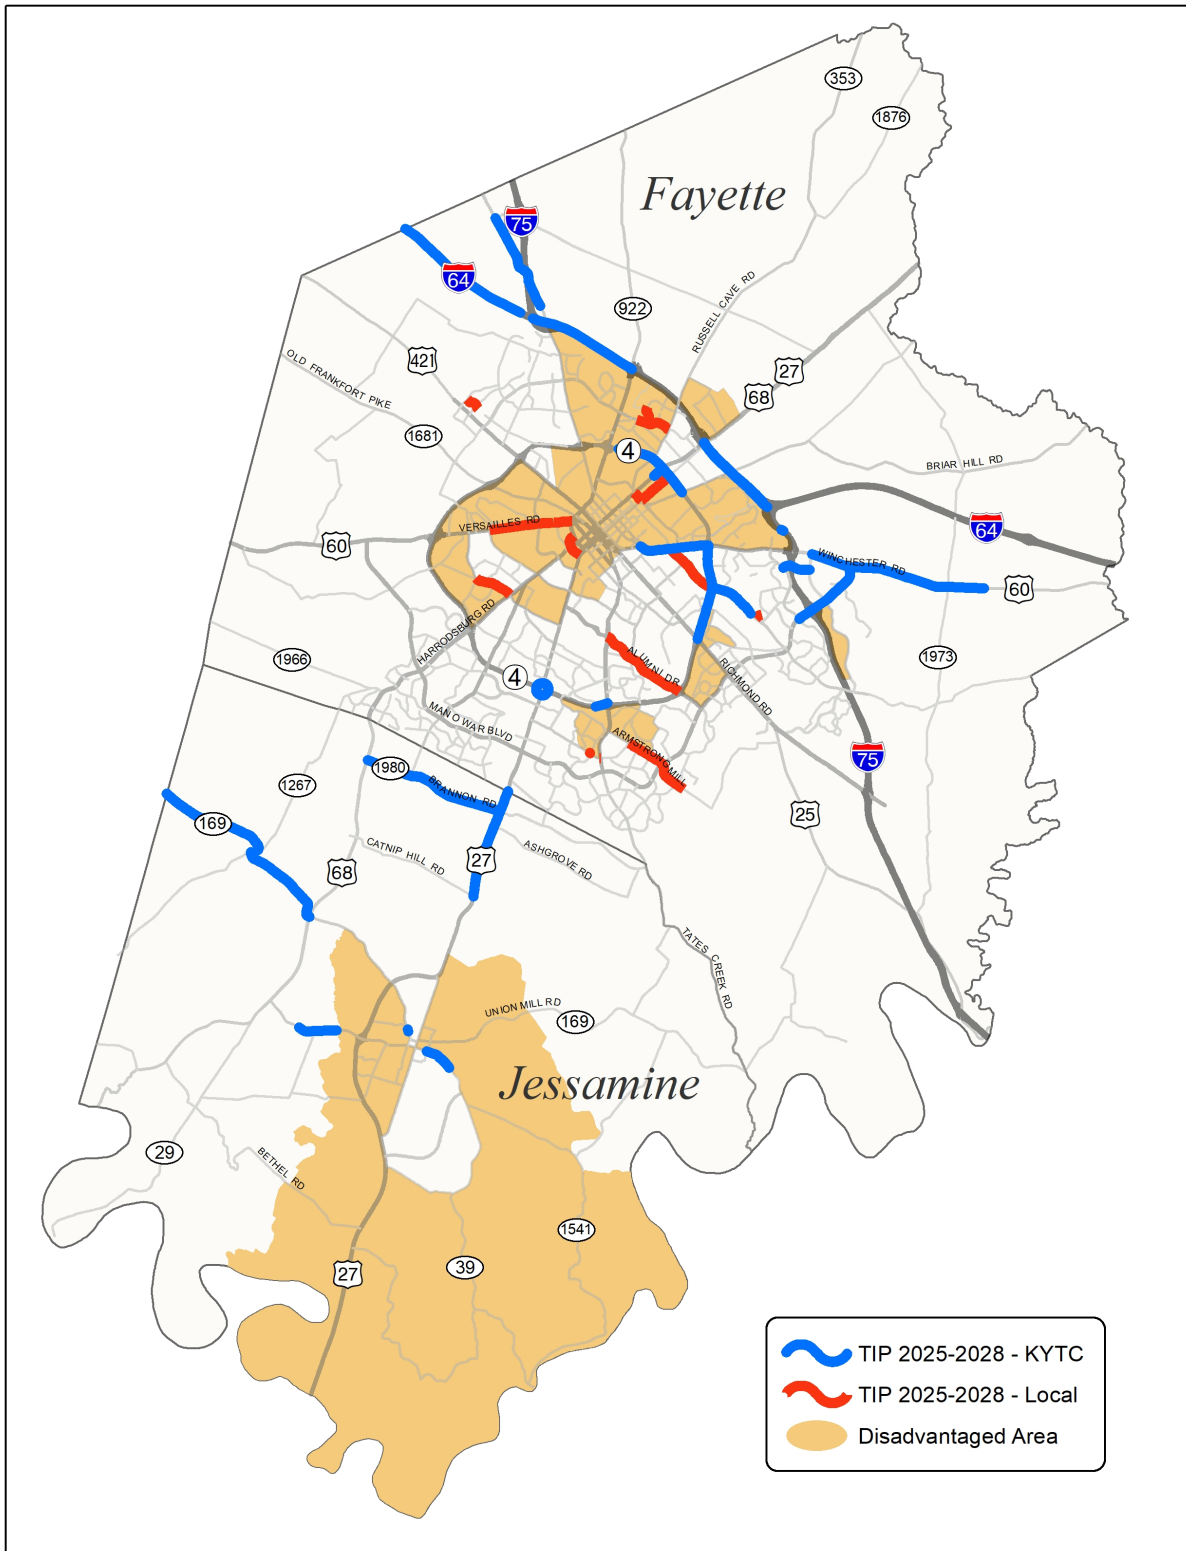 353
1876
Fayette
75
64
922
RUSSELL CAVE RD
421
27
68
OLD FRANKFORT PIKE
1681
4
BRIAR HILL RD
VERSAILLES RD
64
60
WINCHESTER RD
60
HARRODSBURG RD
1966
ALUMNI DR
RICHMOND RD
1973
4
MAN O WAR BLVD
ARMSTRONG MILL
75
1980
1267
BRANNON RD
169
25
CATNIP HILL RD
ASHGROVE RD
27
68
TATES CREEK RD
UNION MILL RD
169
Jessamine
29
BETHEL RD
1541
39
27
TIP 2025-2028 - KYTC
TIP 2025-2028 - Local
Disadvantaged Area